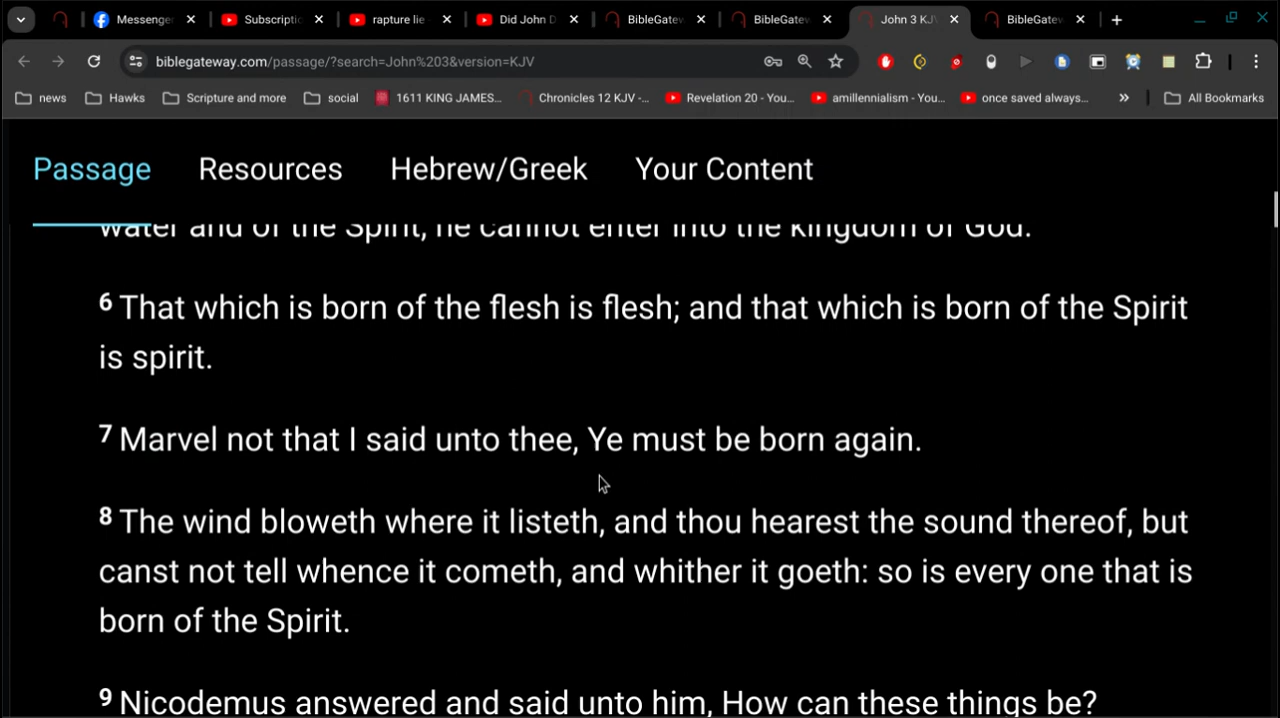 Messenge
Subscripti
rapture lie
Did John D
BibleGatew
BibleGatew
John 3 KJV
BibleGatew
biblegateway.com/passage/?search=John%203&version=KJV
news
Hawks
Scripture and more
social
1611 KING JAMES...
Chronicles 12 KJV -...
Revelation 20 - You...
amillennialism - You...
once saved always...
»
All Bookmarks
Passage Resources Hebrew/Greek Your Content
water and of the Spirit, he cannot enter into the kingdom of God.
6 That which is born of the flesh is flesh; and that which is born of the Spirit
is spirit.
7 Marvel not that I said unto thee, Ye must be born again.
8 The wind bloweth where it listeth, and thou hearest the sound thereof, but
canst not tell whence it cometh, and whither it goeth: so is every one that is
born of the Spirit.
9 Nicodemus answered and said unto him, How can these things be?